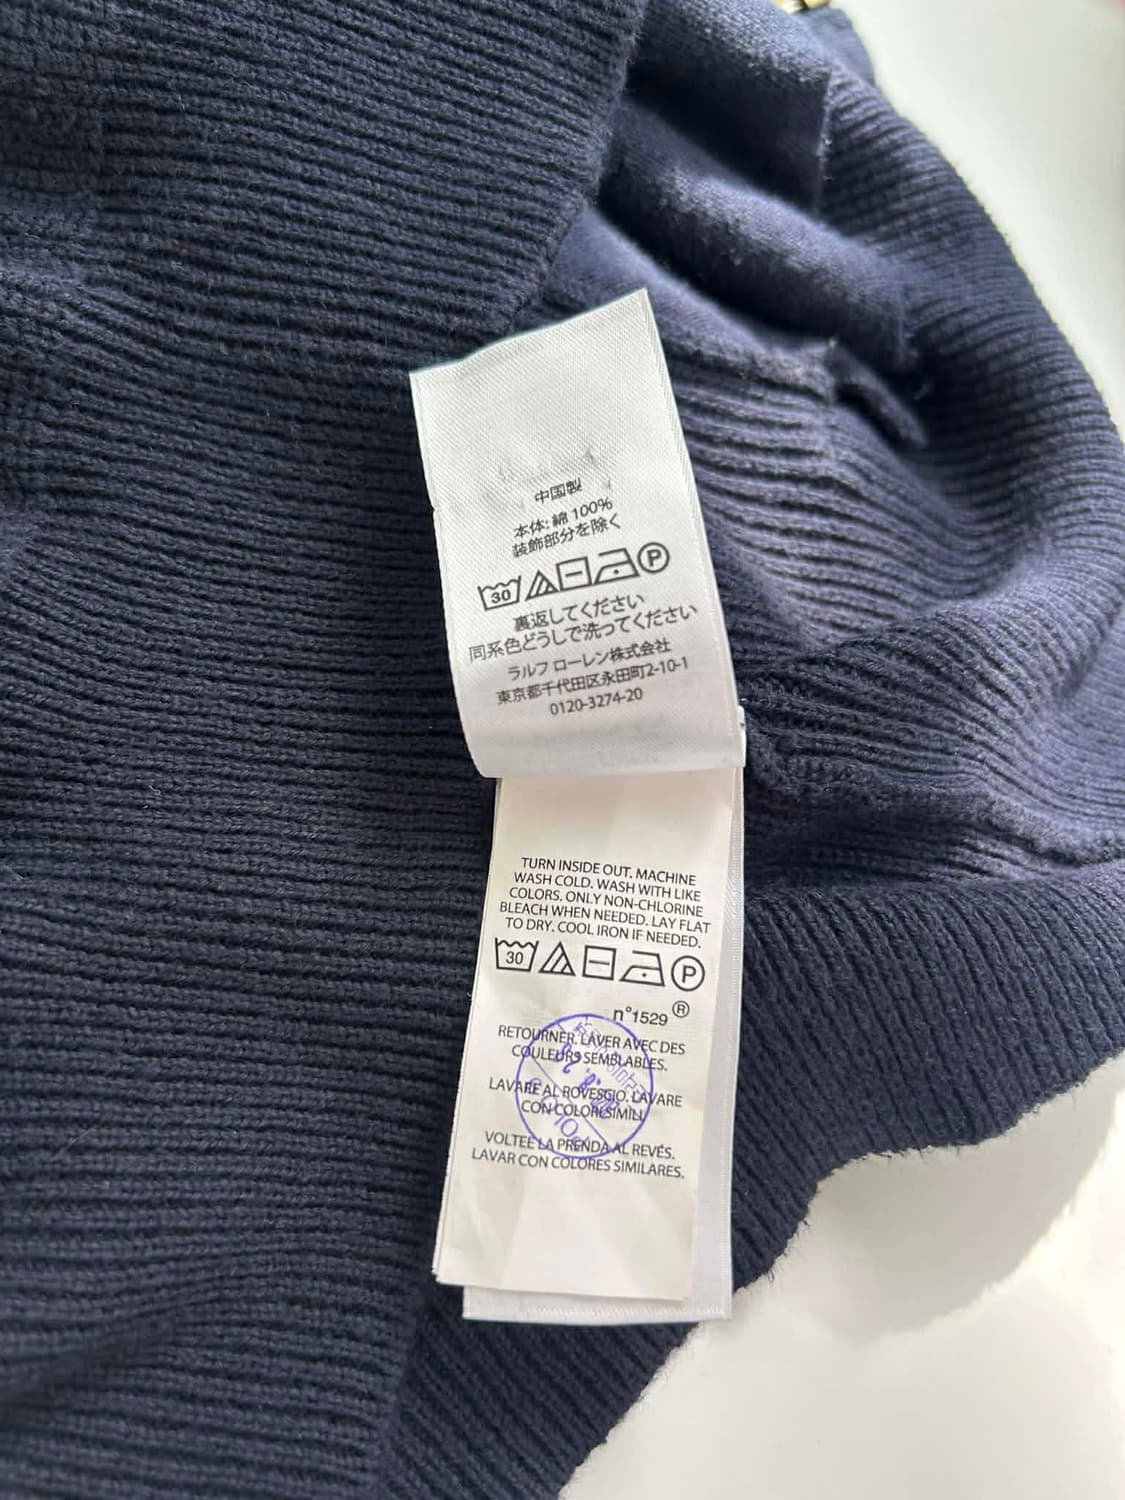 中国製
本体: 綿 100%
装飾部分を除く
30 P
裏返してください
同系色どうしで洗ってください
ラルフ ローレン株式会社
東京都千代田区永田町2-10-1
0120-3274-20
TURN INSIDE OUT. MACHINE
WASH COLD. WASH WITH LIKE
COLORS. ONLY NON-CHLORINE
BLEACH WHEN NEEDED. LAY FLAT
TO DRY. COOL IRON IF NEEDED.
30 P
n°1529 ®
RETOURNER. LAVER AVEC DES
COULEURS SEMBLABLES.
LAVARE AL ROVESCIO. LAVARE
CON COLORI SIMILI.
VOLTEE LA PRENDA AL REVÉS.
LAVAR CON COLORES SIMILARES.